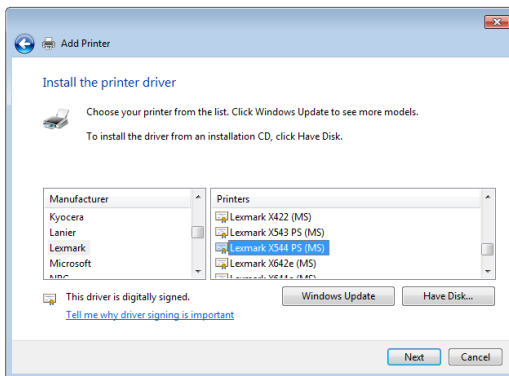 Add Printer
Install the printer driver
Choose your printer from the list. Click Windows Update to see more models.
To install the driver from an installation CD, click Have Disk.
Manufacturer
Kyocera
Lanier
Lexmark
Microsoft
Printers
Lexmark X422 (MS)
Lexmark X543 PS (MS)
Lexmark X544 PS (MS)
Lexmark X642e (MS)
This driver is digitally signed.
Tell me why driver signing is important
Windows Update
Have Disk...
Next
Cancel